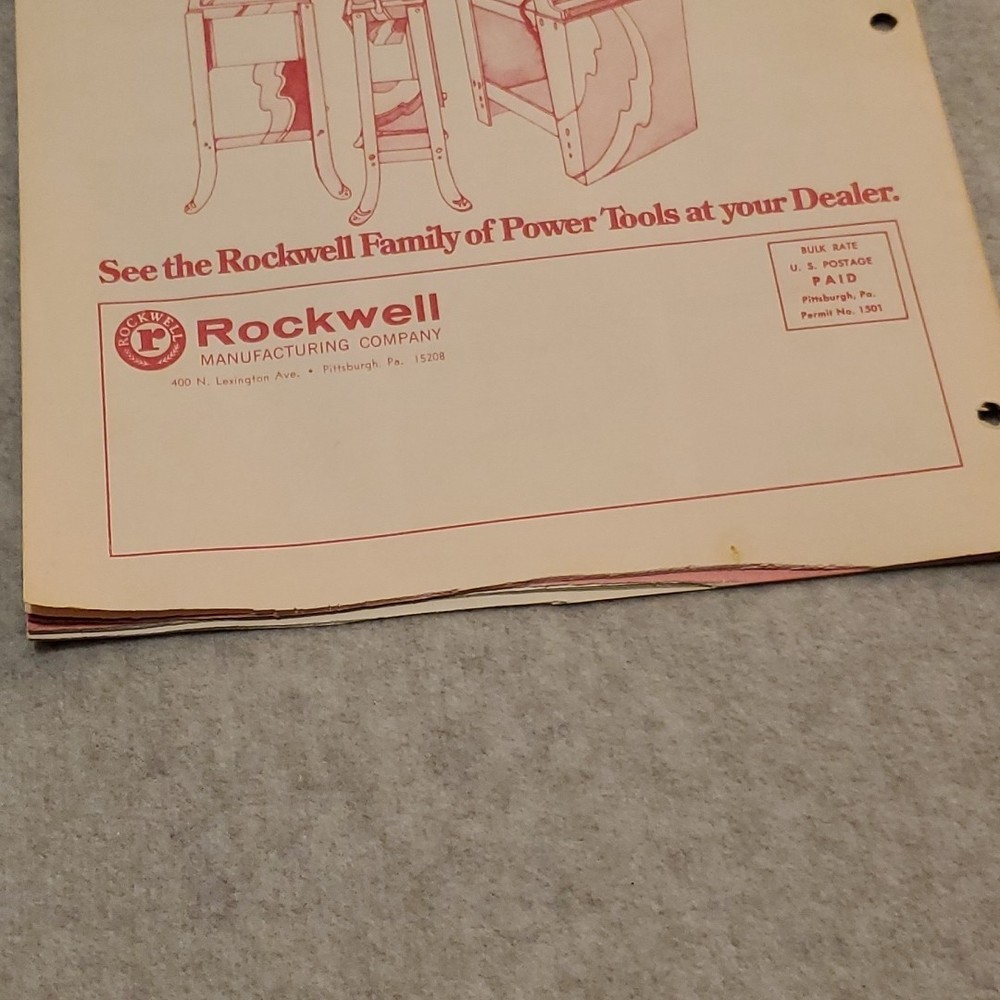 See the Rockwell Family of Power Tools at your Dealer.
ROCKWELL
r
Rockwell
MANUFACTURING COMPANY
400 N. Lexington Ave. • Pittsburgh, Pa. 15208
BULK RATE
U. S. POSTAGE
PAID
Pittsburgh, Pa.
Permit No. 1501